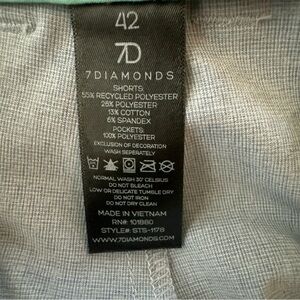 42
7D
7DIAMONDS
SHORTS:
55% RECYCLED POLYESTER
26% POLYESTER
13% COTTON
6% SPANDEX
POCKETS:
100% POLYESTER
EXCLUSION OF DECORATION
WASH SEPERATELY
NORMAL WASH 30° CELSIUS
DO NOT BLEACH
LOW OR DELICATE TUMBLE DRY
DO NOT IRON
DO NOT DRY CLEAN
MADE IN VIETNAM
RN#: 101880
STYLE#: STS-1178
WWW.7DIAMONDS.COM